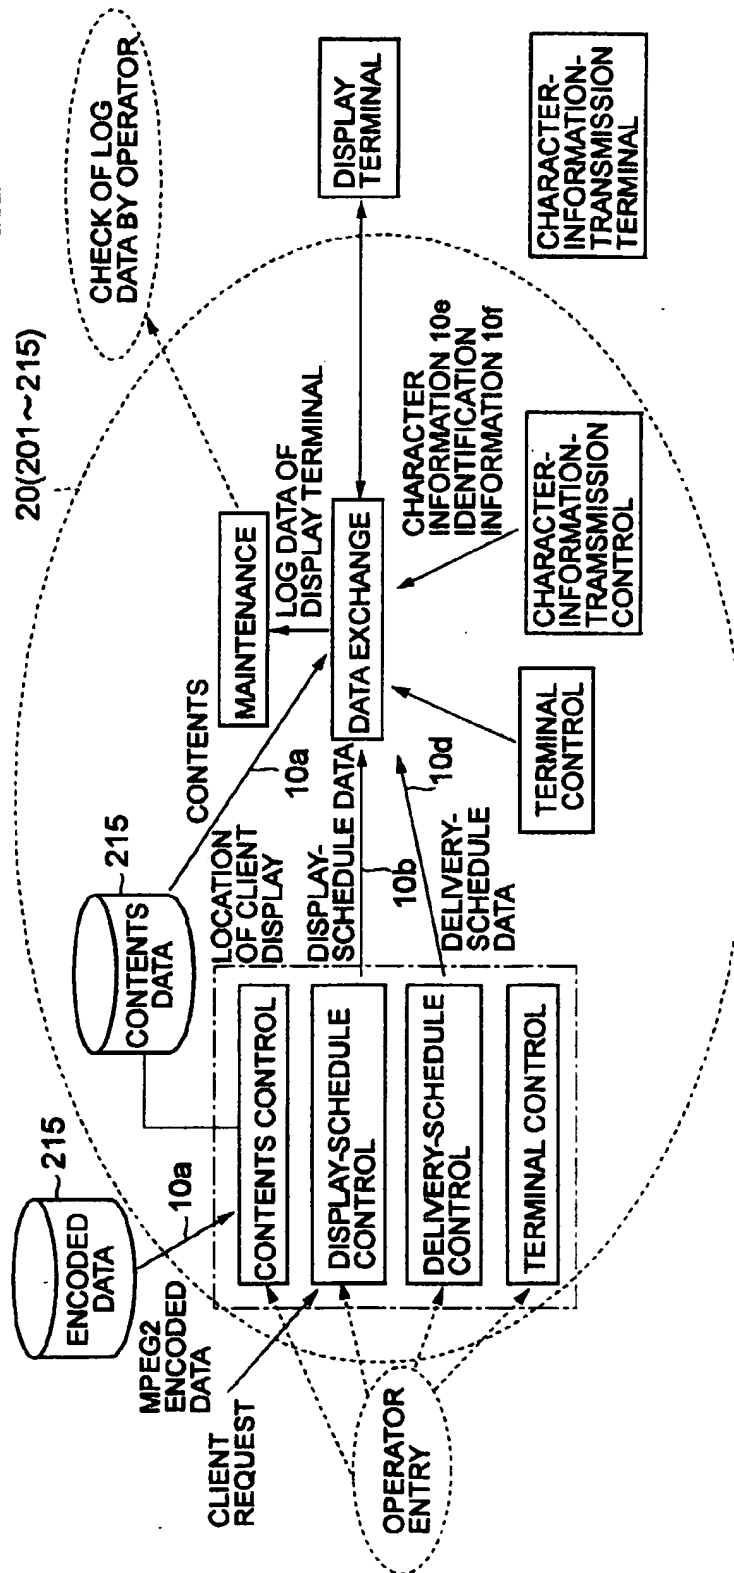 ENCODED
DATA
215
10a
MPEG2
ENCODED
DATA
CLIENT
REQUEST
OPERATOR
ENTRY
CONTENTS
DATA
215
CONTENTS CONTROL
DISPLAY-SCHEDULE
CONTROL
DELIVERY-SCHEDULE
CONTROL
TERMINAL CONTROL
CONTENTS
10a
LOCATION
OF CLIENT
DISPLAY
DISPLAY-
SCHEDULE DATA
10b
DELIVERY-
SCHEDULE
DATA
10d
20(201~215)
MAINTENANCE
LOG DATA OF
DISPLAY TERMINAL
DATA EXCHANGE
TERMINAL
CONTROL
CHARACTER
INFORMATION 10e
IDENTIFICATION
INFORMATION 10f
CHARACTER-
INFORMATION-
TRAMSMISSION
CONTROL
CHECK OF LOG
DATA BY OPERATOR
DISPLAY
TERMINAL
CHARACTER-
INFORMATION-
TRANSMISSION
TERMINAL